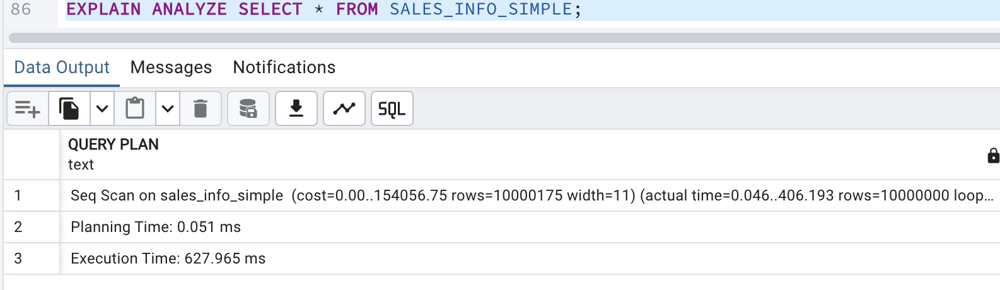 86 EXPLAIN ANALYZE SELECT * FROM SALES_INFO_SIMPLE;
Data Output Messages Notifications
SQL
QUERY PLAN
text
1 Seq Scan on sales_info_simple (cost=0.00..154056.75 rows=10000175 width=11) (actual time=0.046..406.193 rows=10000000 loop...
2 Planning Time: 0.051 ms
3 Execution Time: 627.965 ms